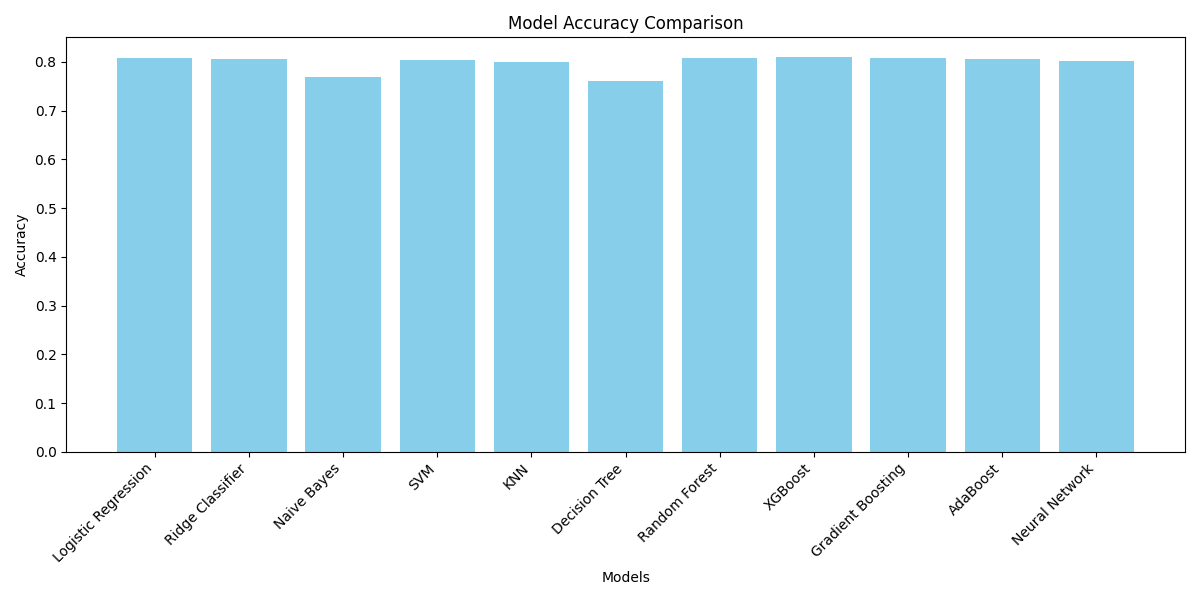 Model Accuracy Comparison
Accuracy
0.8
0.7
0.6
0.5
0.4
0.3
0.2
0.1
0.0
Logistic Regression
Ridge Classifier
Naive Bayes
SVM
KNN
Decision Tree
Random Forest
XGBoost
Gradient Boosting
AdaBoost
Neural Network
Models